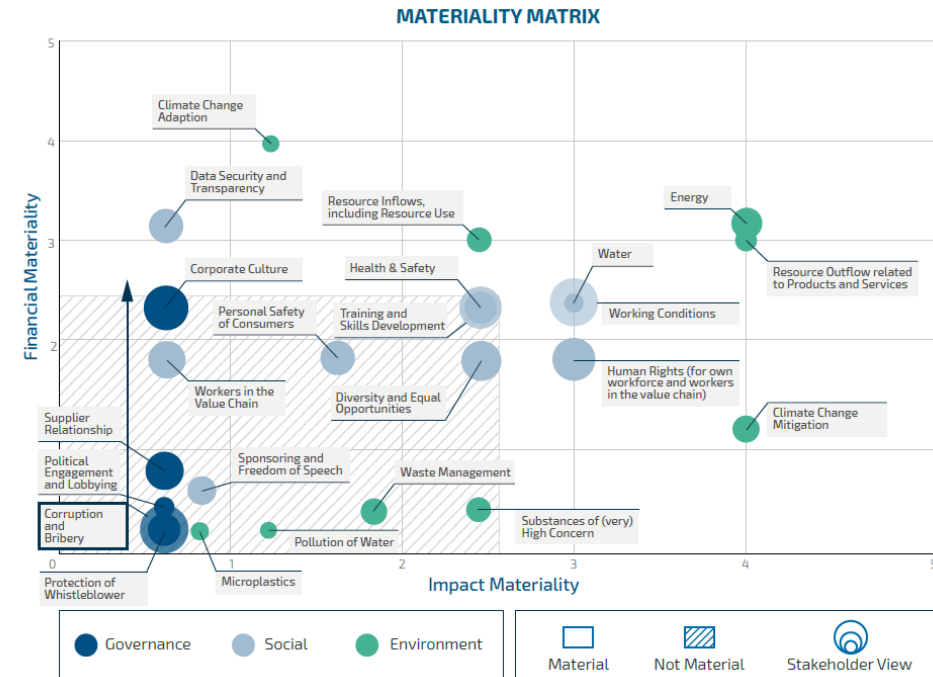 MATERIALITY MATRIX
5
Climate Change
Adaption
4
Data Security and
Transparency
Resource Inflows,
including Resource Use
Energy
3
Financial Materiality
Corporate Culture
Health & Safety
Water
Resource Outflow related
to Products and Services
Personal Safety
of Consumers
Training and
Skills Development
Working Conditions
2
Workers in the
Value Chain
Diversity and Equal
Opportunities
Human Rights (for own
workforce and workers
in the value chain)
Supplier
Relationship
Climate Change
Mitigation
Political
Engagement
and Lobbying
Sponsoring and
Freedom of Speech
Waste Management
Corruption
and
Bribery
Pollution of Water
Substances of (very)
High Concern
0
1
2
3
4
5
Protection of
Whistleblower
Microplastics
Impact Materiality
Governance
Social
Environment
Material
Not Material
Stakeholder View